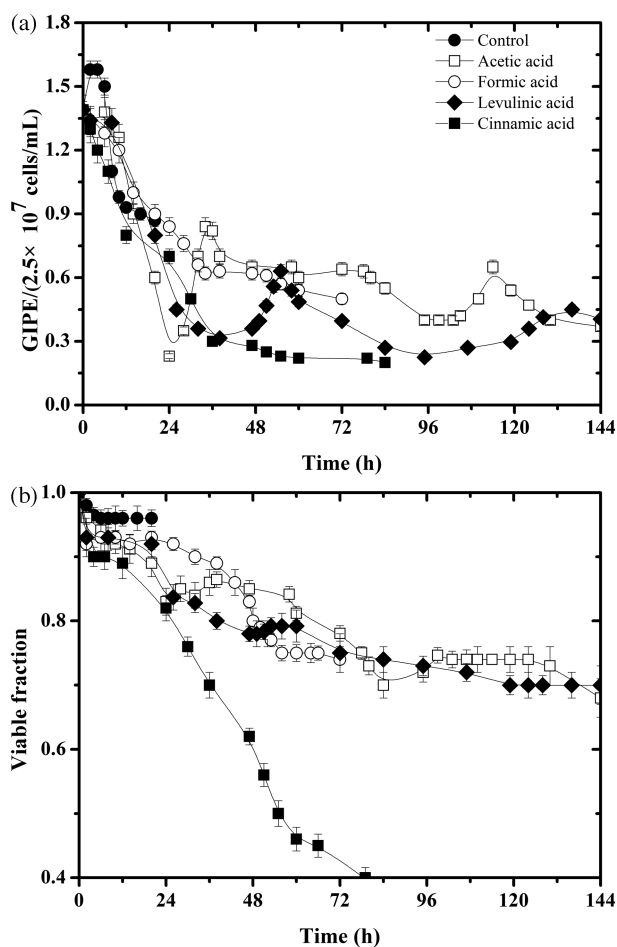 (a)
1.8
1.5
1.2
0.9
0.6
0.3
0.0
GIPE/(2.5× 10⁷ cells/mL)
Control
Acetic acid
Formic acid
Levulinic acid
Cinnamic acid
0 24 48 72 96 120 144
Time (h)
(b)
1.0
0.8
0.6
0.4
Viable fraction
0 24 48 72 96 120 144
Time (h)